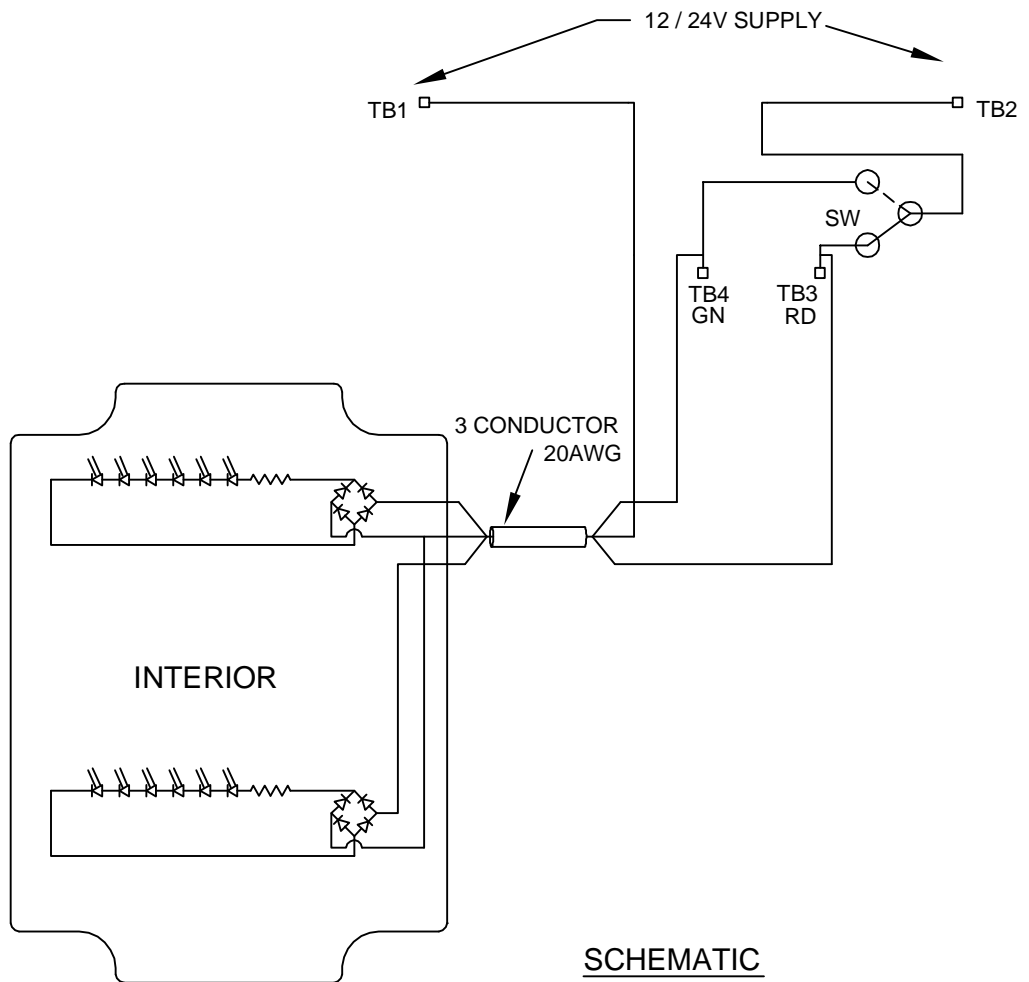 12 / 24V SUPPLY
TB1
TB2
SW
TB4
GN
TB3
RD
3 CONDUCTOR
20AWG
INTERIOR
SCHEMATIC